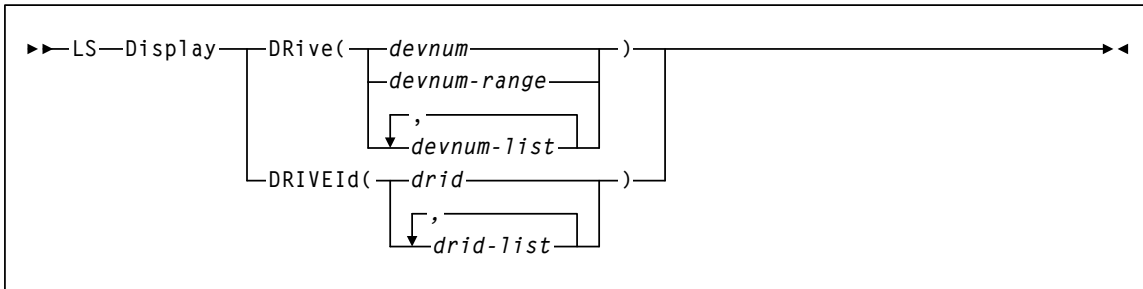 LS Display DRive( devnum )
devnum-range
,
devnum-list
DRIVEId( drid )
,
drid-list